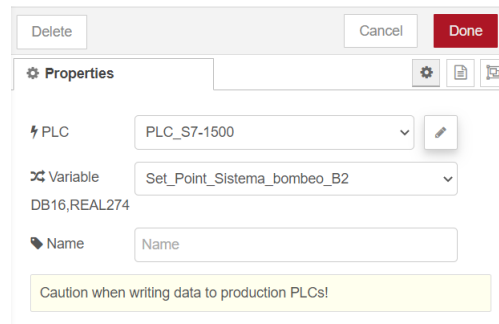 Delete Cancel Done
Properties
PLC PLC_S7-1500
Variable Set_Point_Sistema_bombeo_B2
DB16,REAL274
Name Name
Caution when writing data to production PLCs!